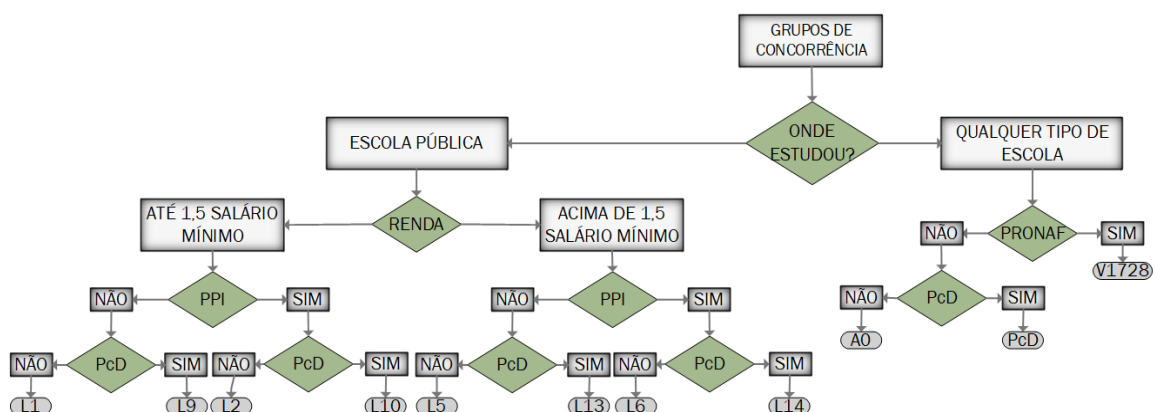 GRUPOS DE
CONCORRÊNCIA
ESCOLA PÚBLICA
ONDE
ESTUDOU?
QUALQUER TIPO DE
ESCOLA
ATÉ 1,5 SALÁRIO
MÍNIMO
RENDA
ACIMA DE 1,5
SALÁRIO MÍNIMO
NÃO
PRONAF
SIM
V1728
NÃO
PPI
SIM
NÃO
PPI
SIM
NÃO
PcD
SIM
A0
PcD
NÃO
PcD
SIM
NÃO
PcD
SIM
NÃO
PcD
SIM
NÃO
PcD
SIM
L1
L9
L2
L10
L5
L13
L6
L14